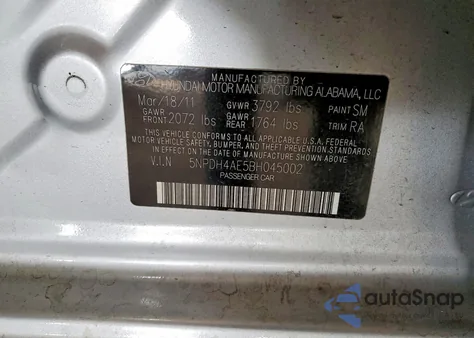 MANUFACTURED BY
HYUNDAI MOTOR MANUFACTURING ALABAMA, LLC
Mar/18/11 GVWR 3792 lbs PAINT SM
GAWR FRONT 2072 lbs GAWR REAR 1764 lbs TRIM RA
THIS VEHICLE CONFORMS TO ALL APPLICABLE U.S.A. FEDERAL
MOTOR VEHICLE SAFETY, BUMPER, AND THEFT PREVENTION STANDARDS
IN EFFECT ON THE DATE OF MANUFACTURE SHOWN ABOVE.
V.I.N 5NPDH4AE5BH045002
PASSENGER CAR
autoSnap